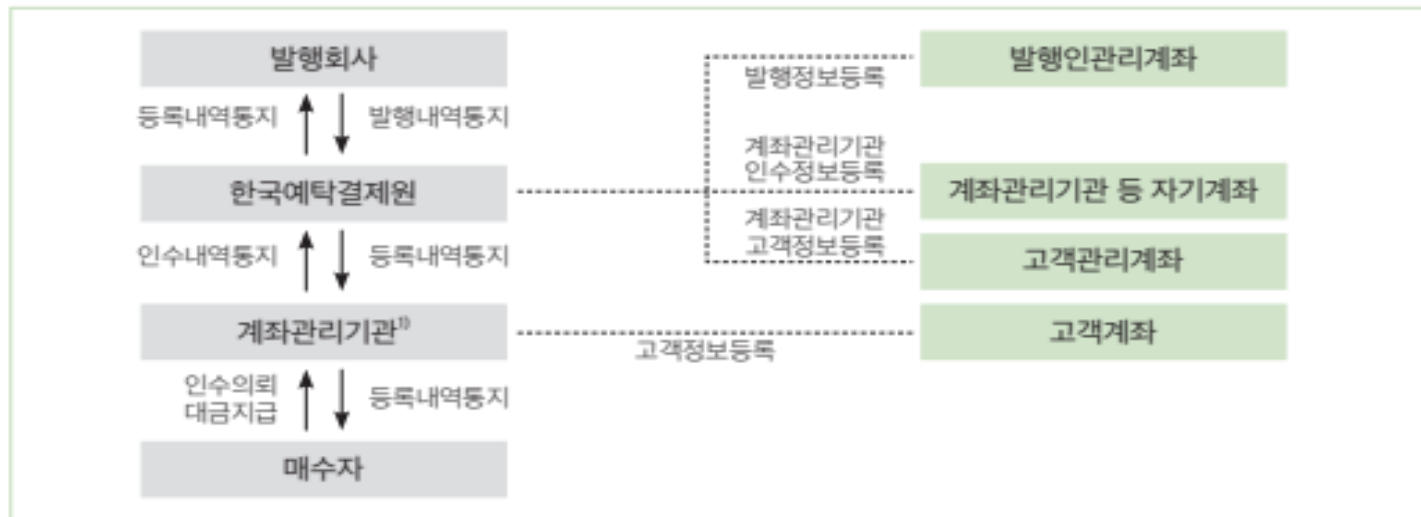 발행회사
발행인관리계좌
발행정보등록
등록내역통지
발행내역통지
계좌관리기관
인수정보등록
한국예탁결제원
계좌관리기관 등 자기계좌
계좌관리기관
고객정보등록
인수내역통지
등록내역통지
고객관리계좌
계좌관리기관1)
고객계좌
고객정보등록
인수의뢰
대금지급
등록내역통지
매수자